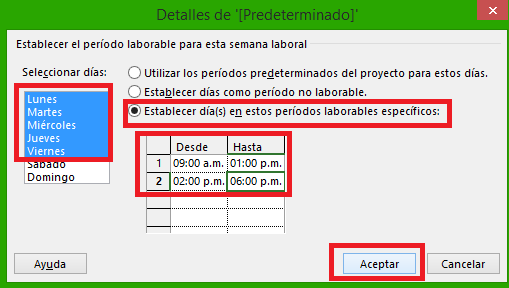 Detalles de '[Predeterminado]'
Establecer el período laborable para esta semana laboral
Seleccionar días:
Lunes
Martes
Miércoles
Jueves
Viernes
Sábado
Domingo
Utilizar los períodos predeterminados del proyecto para estos días.
Establecer días como período no laborable.
Establecer día(s) en estos períodos laborables específicos:
Desde Hasta
1 09:00 a.m. 01:00 p.m.
2 02:00 p.m. 06:00 p.m.
Ayuda Aceptar Cancelar